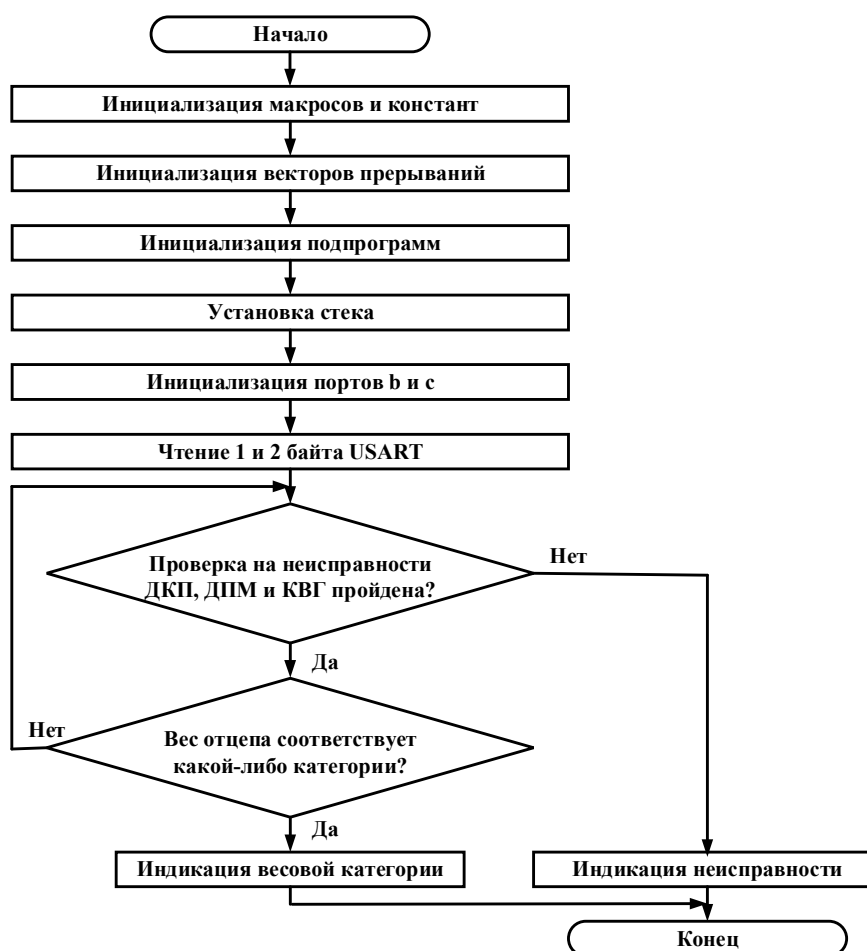 Начало
Инициализация макросов и констант
Инициализация векторов прерываний
Инициализация подпрограмм
Установка стека
Инициализация портов b и c
Чтение 1 и 2 байта USART
Проверка на неисправности
ДКП, ДПМ и КВГ пройдена?
Нет
Да
Нет
Вес отцепа соответствует
какой-либо категории?
Да
Индикация весовой категории
Индикация неисправности
Конец